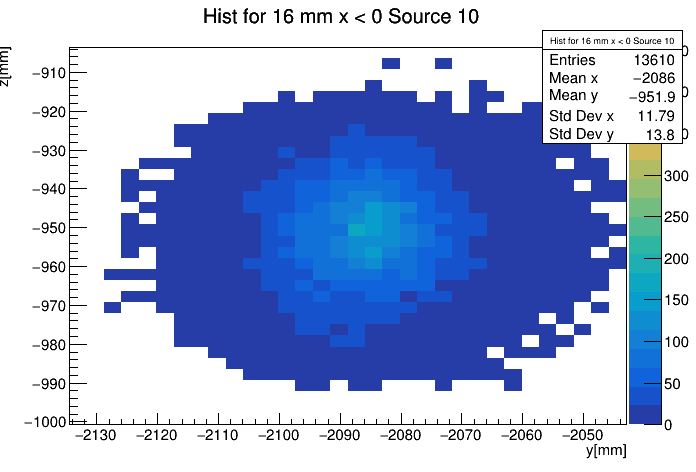 Hist for 16 mm x < 0 Source 10
Hist for 16 mm x < 0 Source 10
Entries 13610
Mean x −2086
Mean y −951.9
Std Dev x 11.79
Std Dev y 13.8
z[mm]
−910
−920
−930
−940
−950
−960
−970
−980
−990
−1000
−2130 −2120 −2110 −2100 −2090 −2080 −2070 −2060 −2050
y[mm]
300
250
200
150
100
50
0